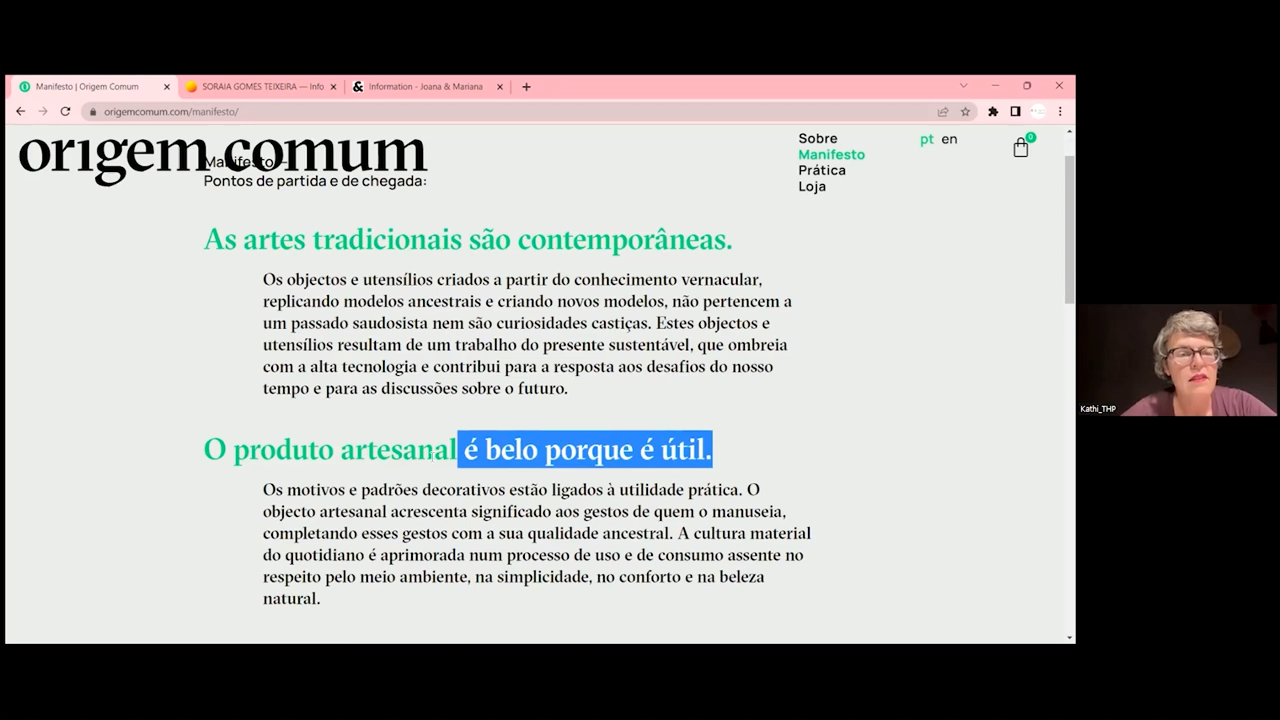 Manifesto | Origem Comum
SORAIA GOMES TEIXEIRA — Info
& Information - Joana & Mariana
origemcomum.com/manifesto/
origem comum
Manifesto —
Pontos de partida e de chegada:
Sobre
Manifesto
Prática
Loja
pt en
0
As artes tradicionais são contemporâneas.
Os objectos e utensílios criados a partir do conhecimento vernacular,
replicando modelos ancestrais e criando novos modelos, não pertencem a
um passado saudosista nem são curiosidades castiças. Estes objectos e
utensílios resultam de um trabalho do presente sustentável, que ombreia
com a alta tecnologia e contribui para a resposta aos desafios do nosso
tempo e para as discussões sobre o futuro.
O produto artesanal é belo porque é útil.
Os motivos e padrões decorativos estão ligados à utilidade prática. O
objecto artesanal acrescenta significado aos gestos de quem o manuseia,
completando esses gestos com a sua qualidade ancestral. A cultura material
do quotidiano é aprimorada num processo de uso e de consumo assente no
respeito pelo meio ambiente, na simplicidade, no conforto e na beleza
natural.
Kathi_THP